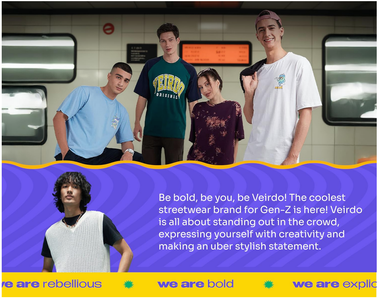 VEIRDO
ORIGINALS
Be bold, be you, be Veirdo! The coolest
streetwear brand for Gen-Z is here! Veirdo
is all about standing out in the crowd,
expressing yourself with creativity and
making an uber stylish statement.
we are rebellious we are bold we are explic